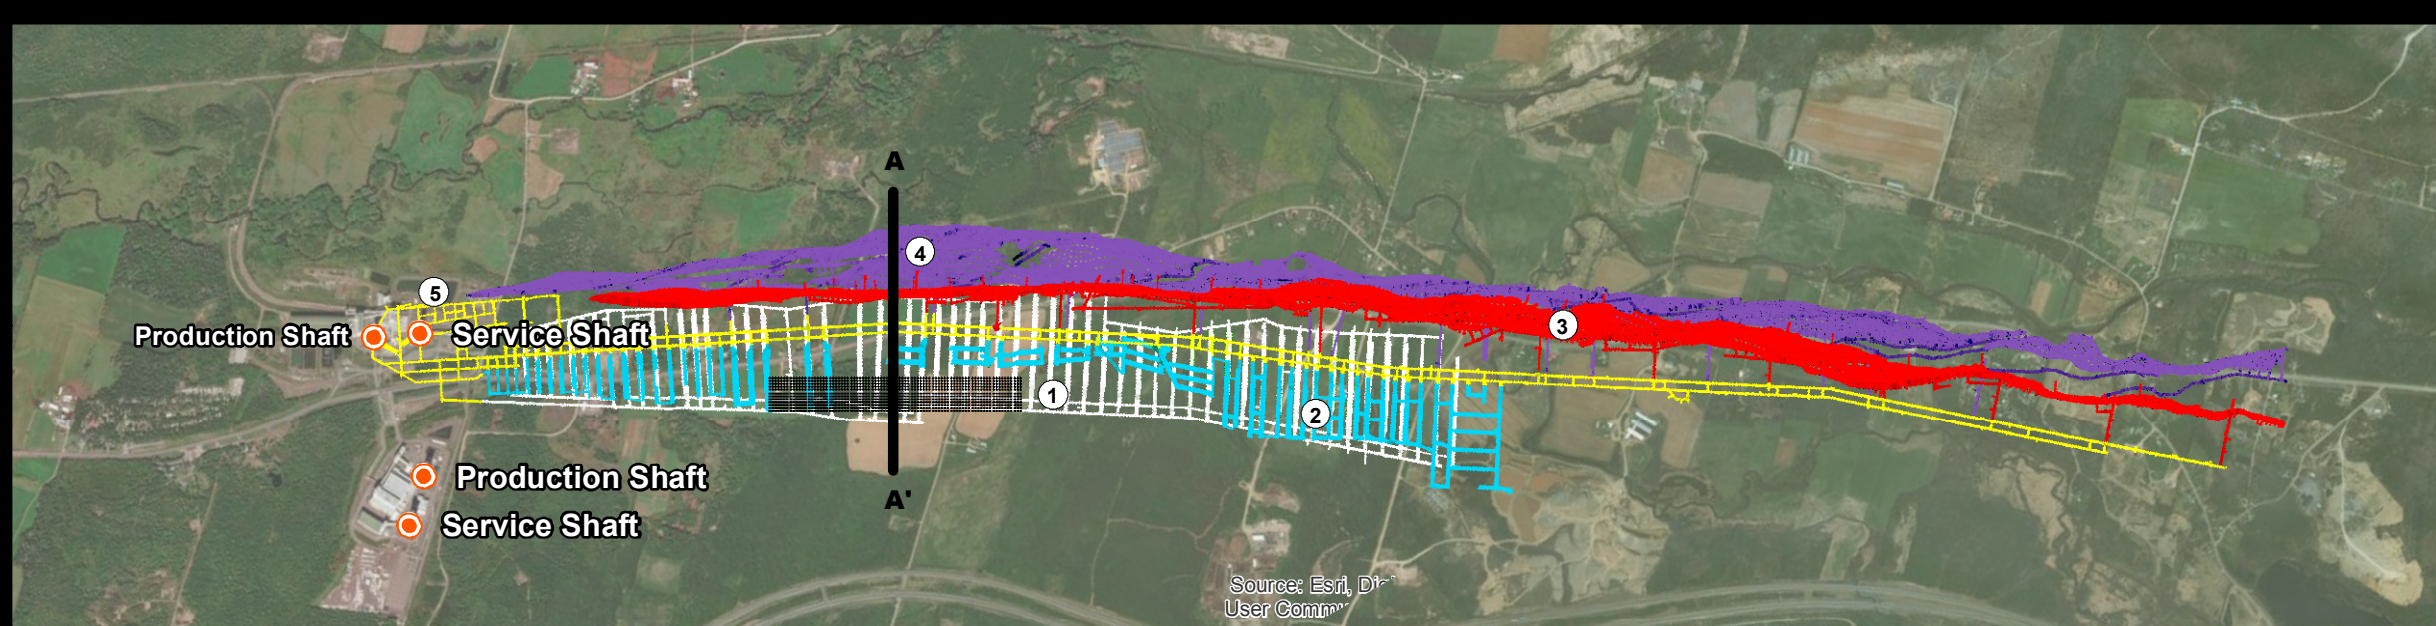 A
4
5
3
Production Shaft
Service Shaft
1
2
Production Shaft
A'
Service Shaft
Source: Esri,
User